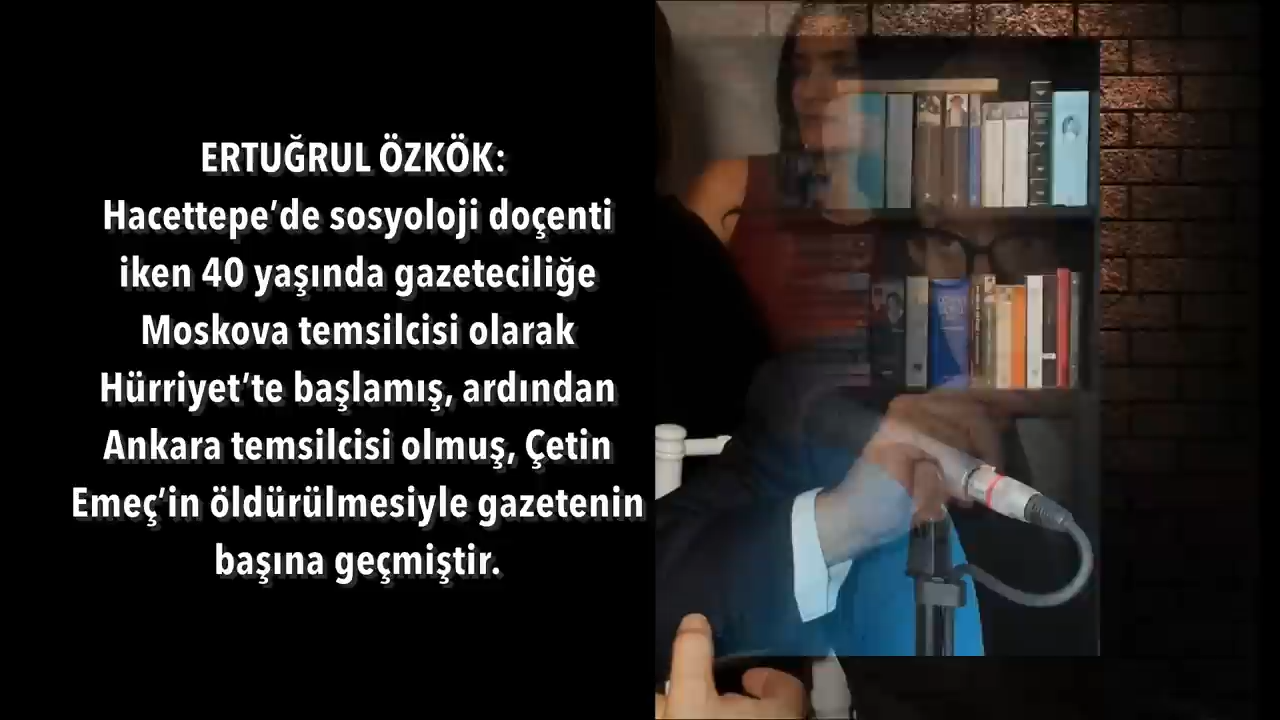 ERTUĞRUL ÖZKÖK:
Hacettepe’de sosyoloji doçenti
iken 40 yaşında gazeteciliğe
Moskova temsilcisi olarak
Hürriyet’te başlamış, ardından
Ankara temsilcisi olmuş, Çetin
Emeç’in öldürülmesiyle gazetenin
başına geçmiştir.